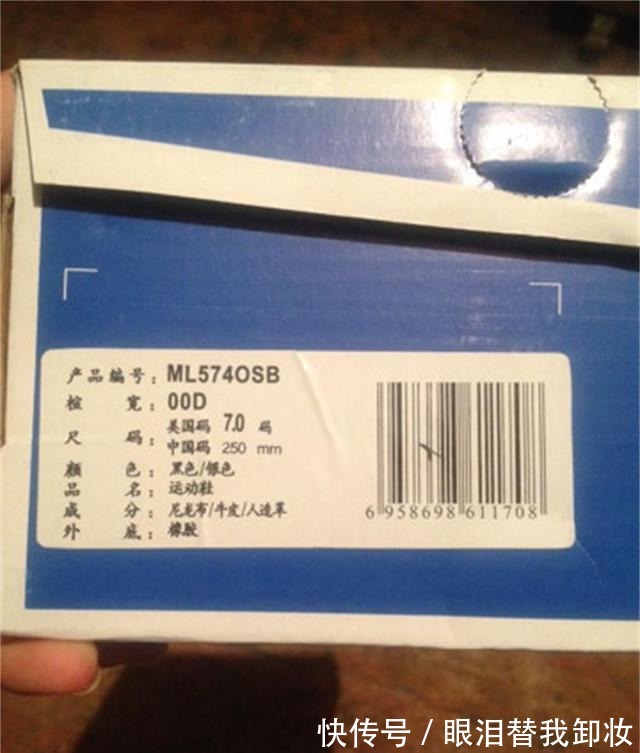 产品编号：ML574OSB
楦宽：00D
尺码：美国码 7.0 码
中国码 250 mm
颜色：黑色/银色
品名：运动鞋
成分：尼龙布/牛皮/人造革
外底：橡胶
6 958698 611708
快传号 / 眼泪替我卸妆